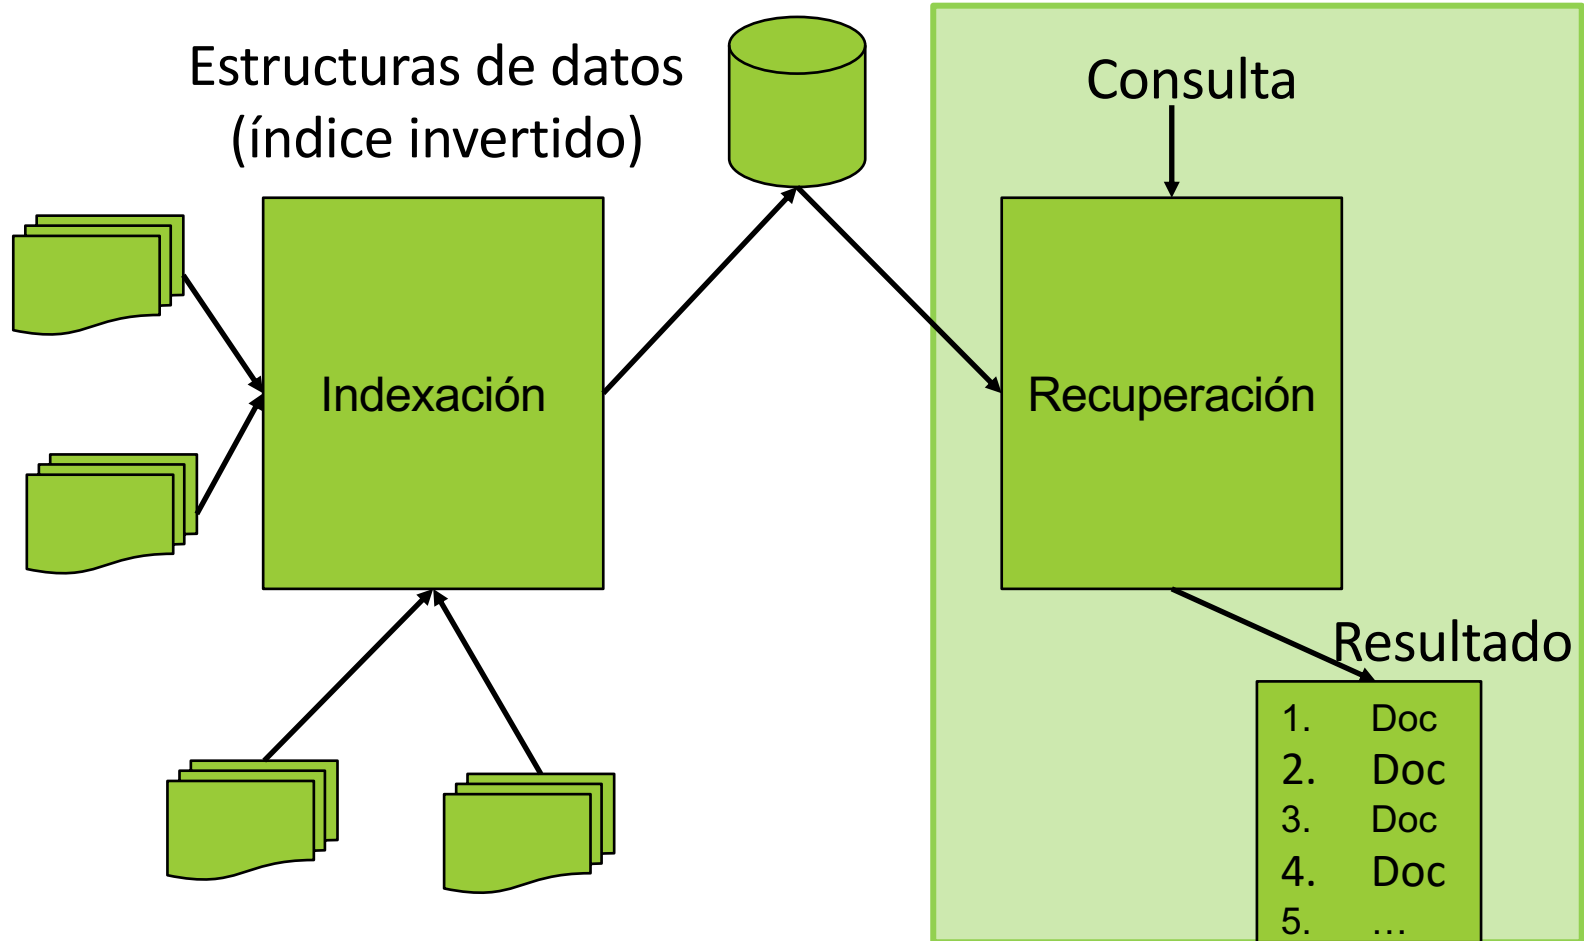 Estructuras de datos
(índice invertido)
Consulta
Indexación
Recuperación
Resultado
1. Doc
2. Doc
3. Doc
4. Doc
5. …